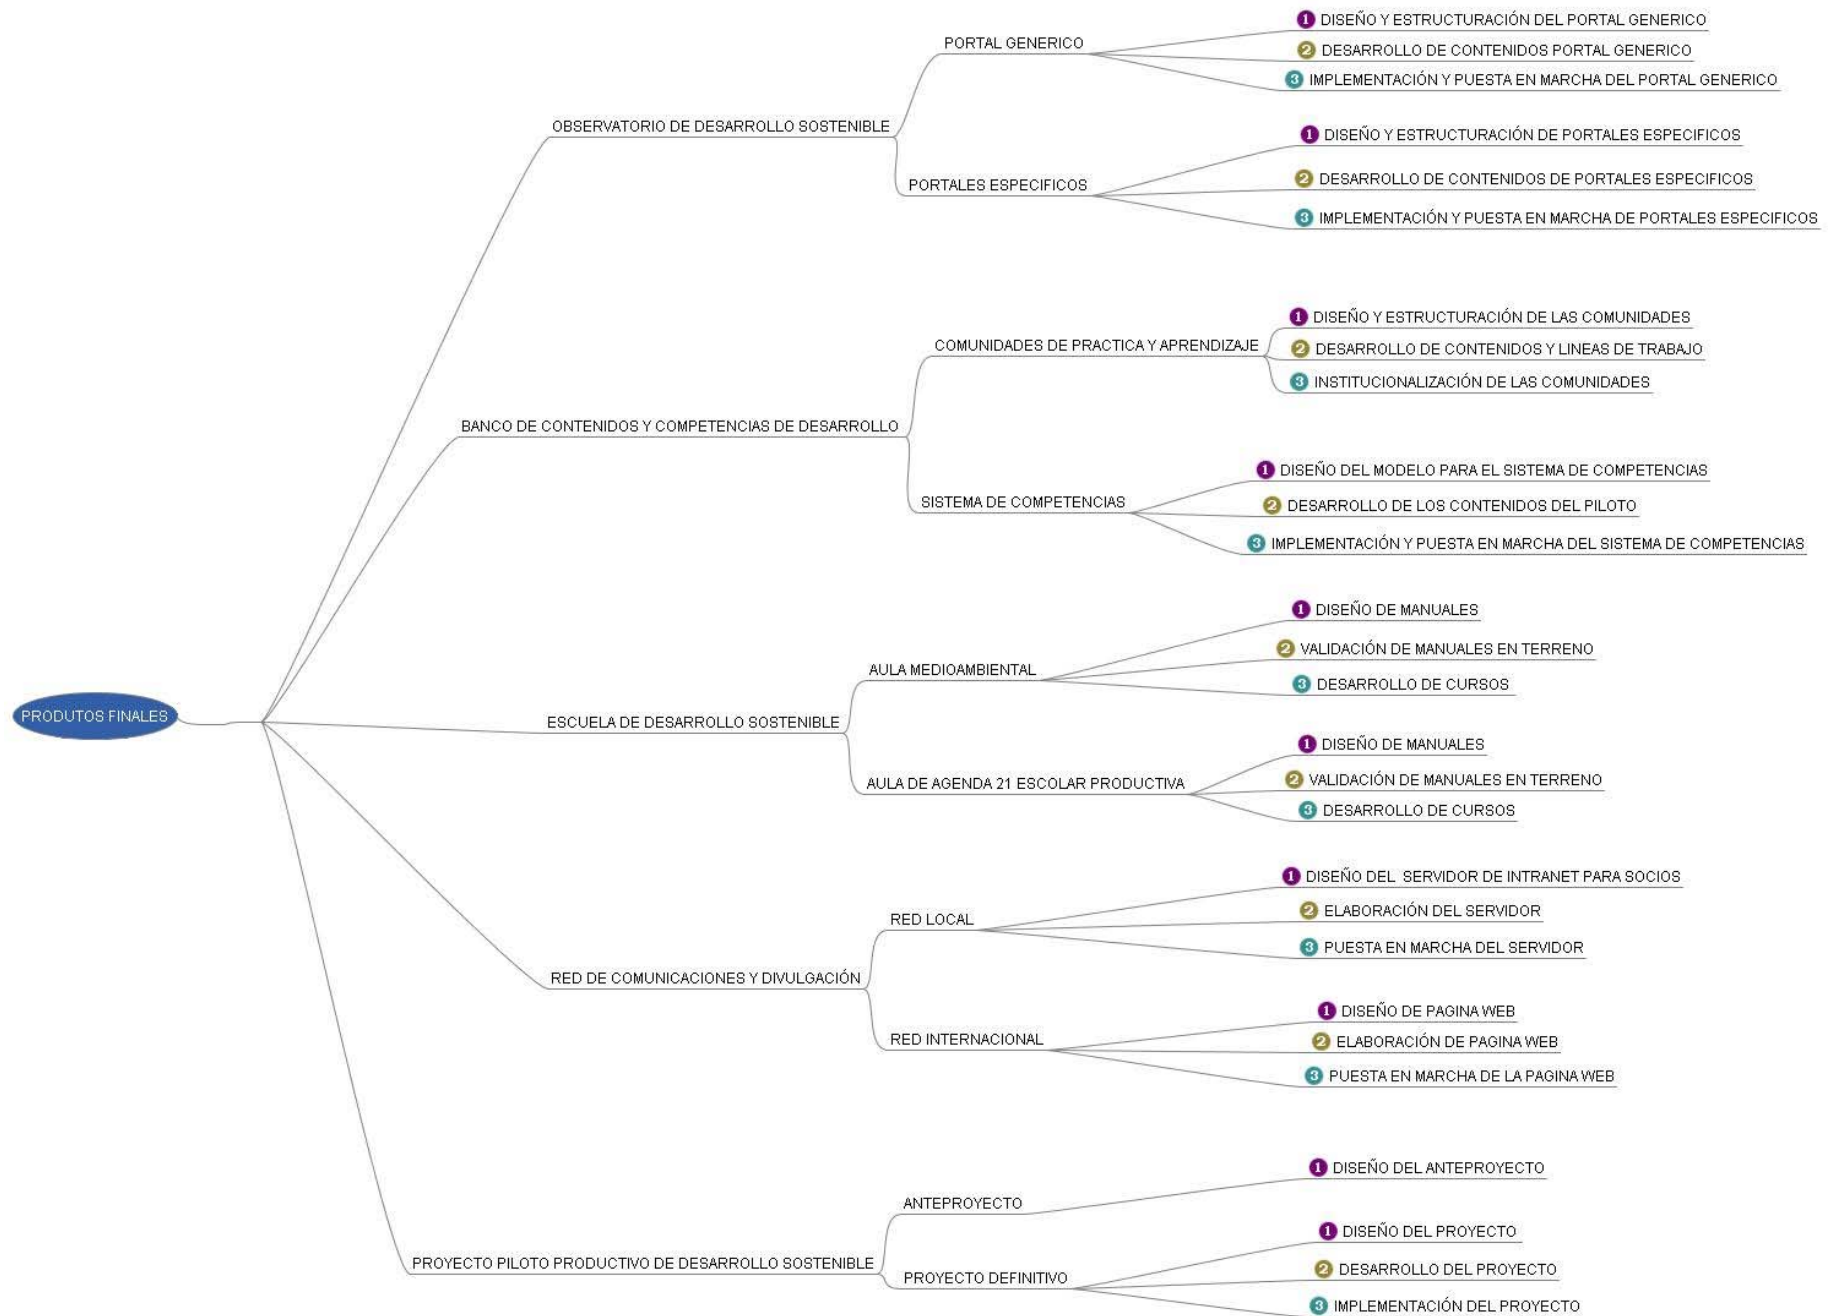 PRODUTOS FINALES
OBSERVATORIO DE DESARROLLO SOSTENIBLE
PORTAL GENERICO
1 DISEÑO Y ESTRUCTURACIÓN DEL PORTAL GENERICO
2 DESARROLLO DE CONTENIDOS PORTAL GENERICO
3 IMPLEMENTACIÓN Y PUESTA EN MARCHA DEL PORTAL GENERICO
PORTALES ESPECIFICOS
1 DISEÑO Y ESTRUCTURACIÓN DE PORTALES ESPECIFICOS
2 DESARROLLO DE CONTENIDOS DE PORTALES ESPECIFICOS
3 IMPLEMENTACIÓN Y PUESTA EN MARCHA DE PORTALES ESPECIFICOS
BANCO DE CONTENIDOS Y COMPETENCIAS DE DESARROLLO
COMUNIDADES DE PRACTICA Y APRENDIZAJE
1 DISEÑO Y ESTRUCTURACIÓN DE LAS COMUNIDADES
2 DESARROLLO DE CONTENIDOS Y LINEAS DE TRABAJO
3 INSTITUCIONALIZACIÓN DE LAS COMUNIDADES
SISTEMA DE COMPETENCIAS
1 DISEÑO DEL MODELO PARA EL SISTEMA DE COMPETENCIAS
2 DESARROLLO DE LOS CONTENIDOS DEL PILOTO
3 IMPLEMENTACIÓN Y PUESTA EN MARCHA DEL SISTEMA DE COMPETENCIAS
ESCUELA DE DESARROLLO SOSTENIBLE
AULA MEDIOAMBIENTAL
1 DISEÑO DE MANUALES
2 VALIDACIÓN DE MANUALES EN TERRENO
3 DESARROLLO DE CURSOS
AULA DE AGENDA 21 ESCOLAR PRODUCTIVA
1 DISEÑO DE MANUALES
2 VALIDACIÓN DE MANUALES EN TERRENO
3 DESARROLLO DE CURSOS
RED DE COMUNICACIONES Y DIVULGACIÓN
RED LOCAL
1 DISEÑO DEL SERVIDOR DE INTRANET PARA SOCIOS
2 ELABORACIÓN DEL SERVIDOR
3 PUESTA EN MARCHA DEL SERVIDOR
RED INTERNACIONAL
1 DISEÑO DE PAGINA WEB
2 ELABORACIÓN DE PAGINA WEB
3 PUESTA EN MARCHA DE LA PAGINA WEB
PROYECTO PILOTO PRODUCTIVO DE DESARROLLO SOSTENIBLE
ANTEPROYECTO
1 DISEÑO DEL ANTEPROYECTO
PROYECTO DEFINITIVO
1 DISEÑO DEL PROYECTO
2 DESARROLLO DEL PROYECTO
3 IMPLEMENTACIÓN DEL PROYECTO